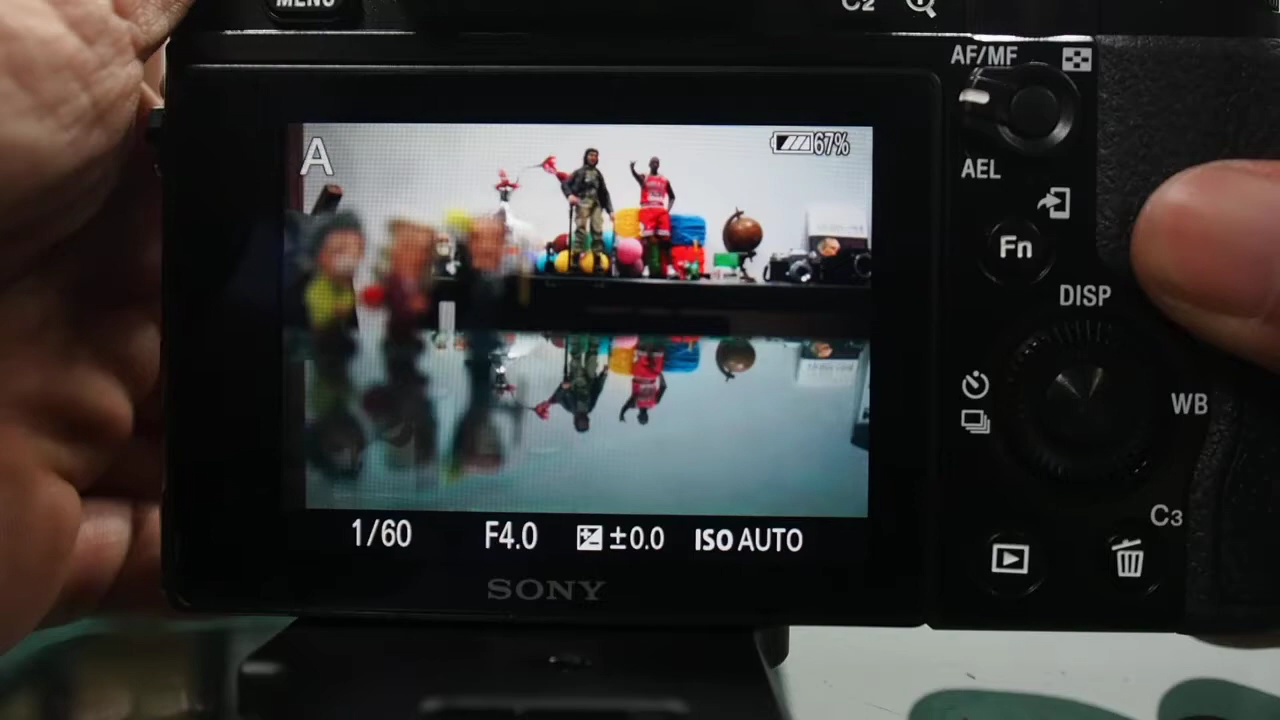 MENU
C2
AF/MF
A
67%
AEL
Fn
DISP
WB
C3
1/60 F4.0 ±0.0 ISO AUTO
SONY